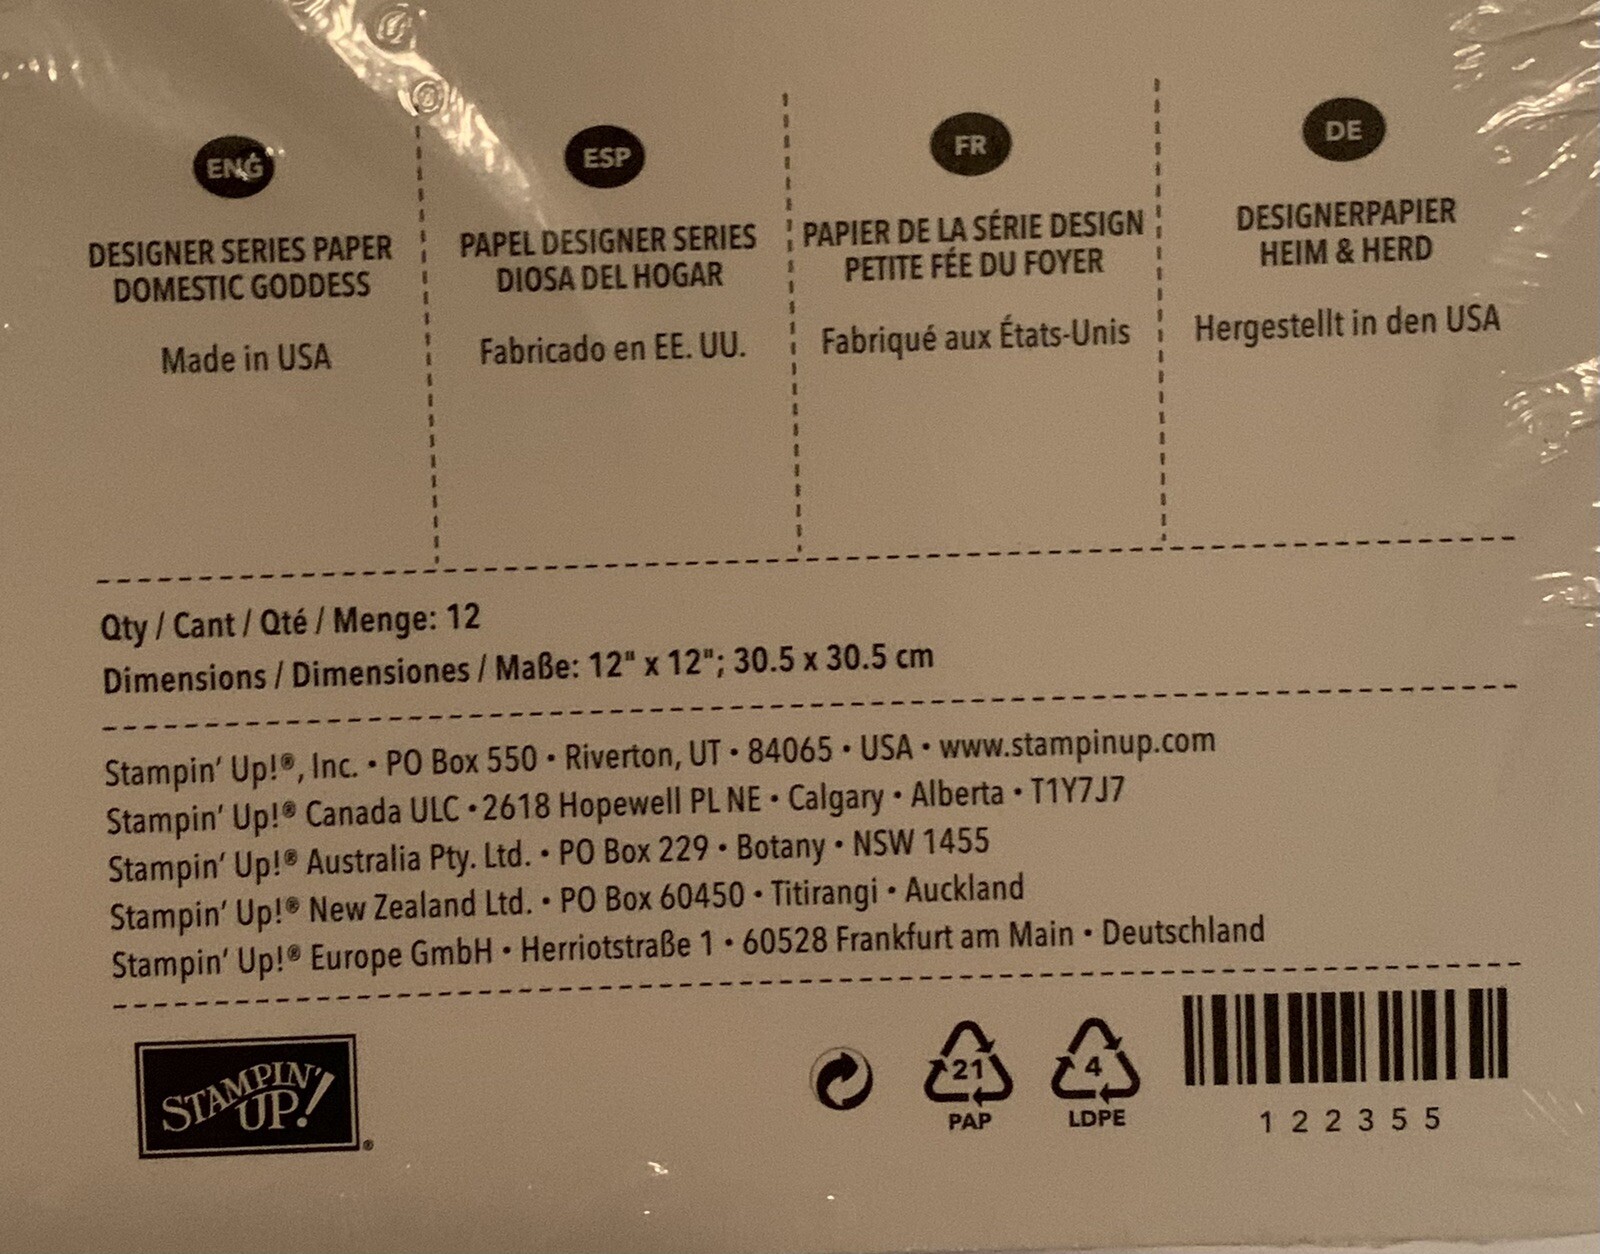 ENG
DESIGNER SERIES PAPER
DOMESTIC GODDESS
Made in USA
ESP
PAPEL DESIGNER SERIES
DIOSA DEL HOGAR
Fabricado en EE. UU.
FR
PAPIER DE LA SÉRIE DESIGN
PETITE FÉE DU FOYER
Fabriqué aux États-Unis
DE
DESIGNERPAPIER
HEIM & HERD
Hergestellt in den USA
Qty / Cant / Qté / Menge: 12
Dimensions / Dimensiones / Maße: 12" x 12"; 30.5 x 30.5 cm
Stampin' Up!®, Inc. • PO Box 550 • Riverton, UT • 84065 • USA • www.stampinup.com
Stampin' Up!® Canada ULC • 2618 Hopewell PL NE • Calgary • Alberta • T1Y7J7
Stampin' Up!® Australia Pty. Ltd. • PO Box 229 • Botany • NSW 1455
Stampin' Up!® New Zealand Ltd. • PO Box 60450 • Titirangi • Auckland
Stampin' Up!® Europe GmbH • Herriotstraße 1 • 60528 Frankfurt am Main • Deutschland
STAMPIN'
UP!®
21
PAP
4
LDPE
122355